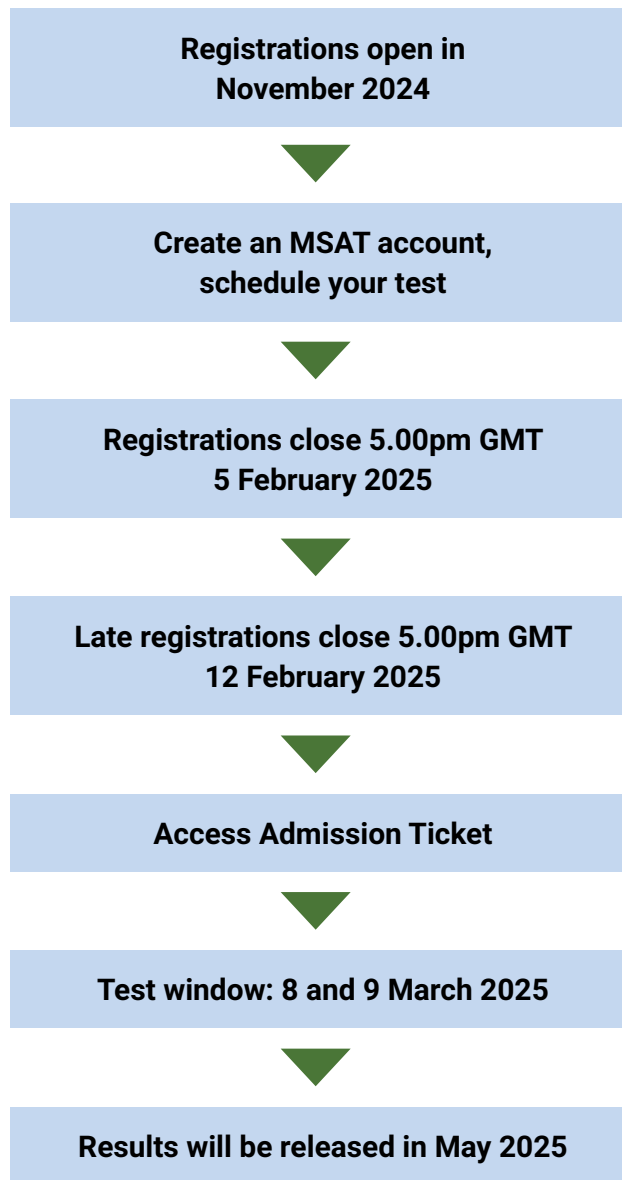 Registrations open in
November 2024
Create an MSAT account,
schedule your test
Registrations close 5.00pm GMT
5 February 2025
Late registrations close 5.00pm GMT
12 February 2025
Access Admission Ticket
Test window: 8 and 9 March 2025
Results will be released in May 2025